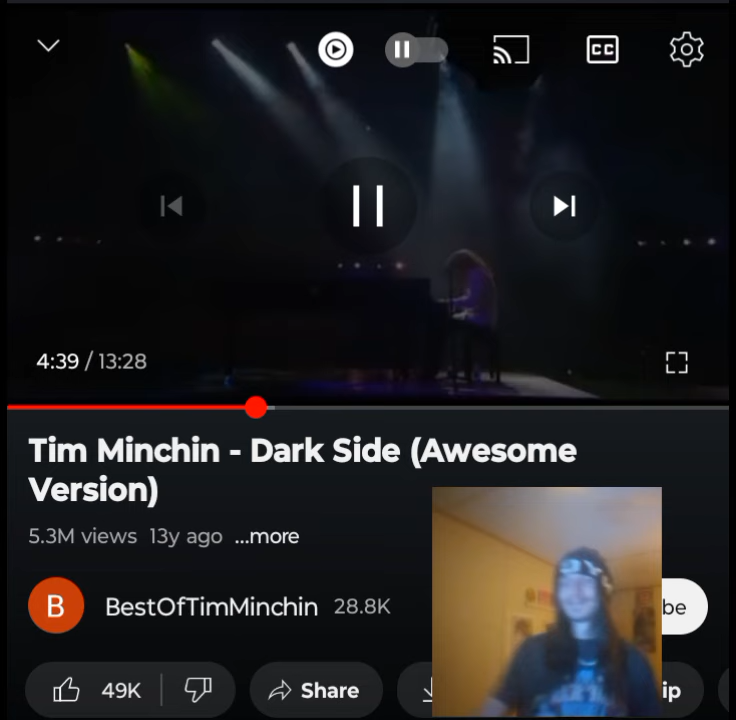 CC
4:39 / 13:28
Tim Minchin - Dark Side (Awesome
Version)
5.3M views 13y ago ...more
B BestOfTimMinchin 28.8K be
49K Share ip